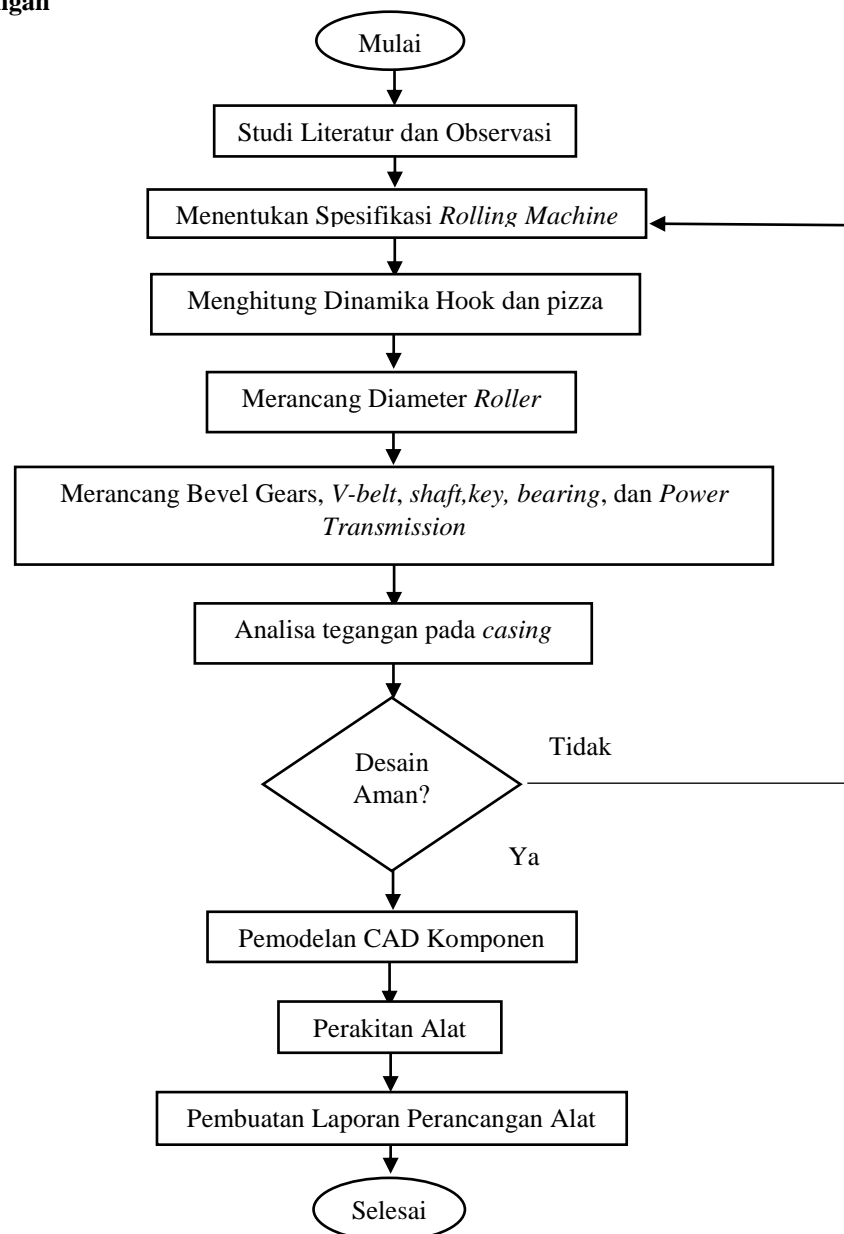 Mulai
Studi Literatur dan Observasi
Menentukan Spesifikasi Rolling Machine
Menghitung Dinamika Hook dan pizza
Merancang Diameter Roller
Merancang Bevel Gears, V-belt, shaft,key, bearing, dan Power
Transmission
Analisa tegangan pada casing
Desain
Aman?
Tidak
Ya
Pemodelan CAD Komponen
Perakitan Alat
Pembuatan Laporan Perancangan Alat
Selesai